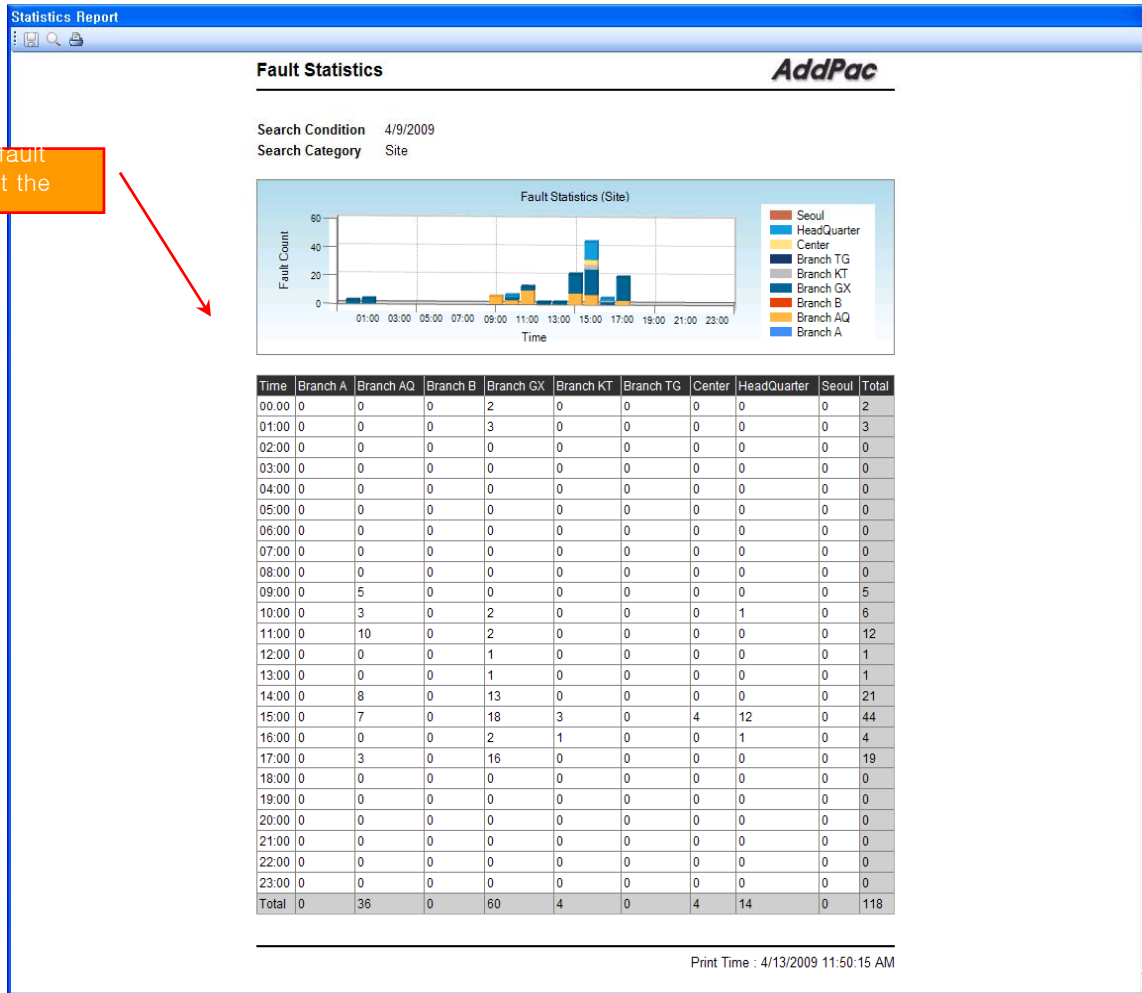 Statistics Report
Fault Statistics
AddPac
Search Condition 4/9/2009
Search Category Site
fault
t the
Fault Statistics (Site)
Fault Count
60
40
20
0
01:00 03:00 05:00 07:00 09:00 11:00 13:00 15:00 17:00 19:00 21:00 23:00
Time
Seoul
HeadQuarter
Center
Branch TG
Branch KT
Branch GX
Branch B
Branch AQ
Branch A
Time Branch A Branch AQ Branch B Branch GX Branch KT Branch TG Center HeadQuarter Seoul Total
00.00 0 0 0 2 0 0 0 0 0 2
01:00 0 0 0 3 0 0 0 0 0 3
02:00 0 0 0 0 0 0 0 0 0 0
03:00 0 0 0 0 0 0 0 0 0 0
04:00 0 0 0 0 0 0 0 0 0 0
05:00 0 0 0 0 0 0 0 0 0 0
06:00 0 0 0 0 0 0 0 0 0 0
07:00 0 0 0 0 0 0 0 0 0 0
08:00 0 0 0 0 0 0 0 0 0 0
09:00 0 5 0 0 0 0 0 0 0 5
10:00 0 3 0 2 0 0 0 1 0 6
11:00 0 10 0 2 0 0 0 0 0 12
12:00 0 0 0 1 0 0 0 0 0 1
13:00 0 0 0 1 0 0 0 0 0 1
14:00 0 8 0 13 0 0 0 0 0 21
15:00 0 7 0 18 3 0 4 12 0 44
16:00 0 0 0 2 1 0 0 1 0 4
17:00 0 3 0 16 0 0 0 0 0 19
18:00 0 0 0 0 0 0 0 0 0 0
19:00 0 0 0 0 0 0 0 0 0 0
20:00 0 0 0 0 0 0 0 0 0 0
21:00 0 0 0 0 0 0 0 0 0 0
22:00 0 0 0 0 0 0 0 0 0 0
23:00 0 0 0 0 0 0 0 0 0 0
Total 0 36 0 60 4 0 4 14 0 118
Print Time : 4/13/2009 11:50:15 AM